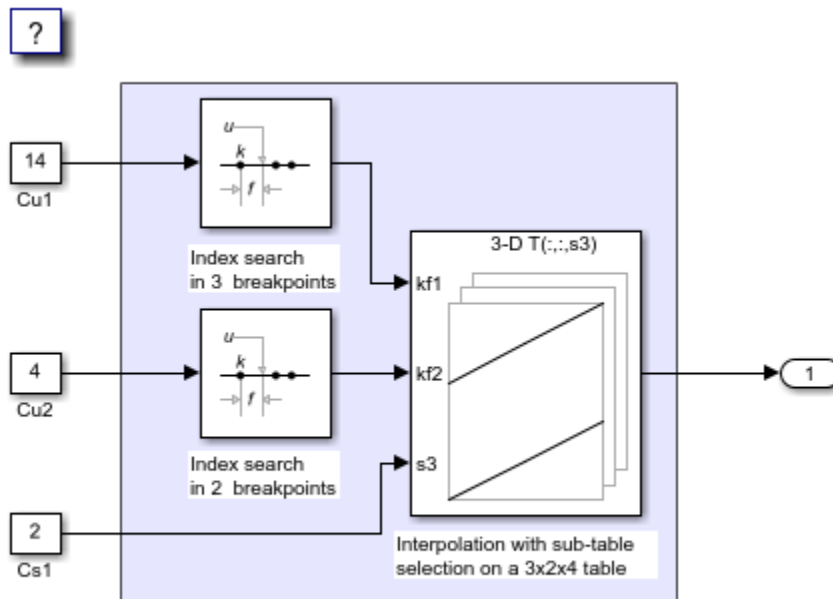 ?
14
Cu1
u
k
f
Index search
in 3 breakpoints
3-D T(:,:,s3)
kf1
4
Cu2
u
k
f
Index search
in 2 breakpoints
kf2
1
s3
2
Cs1
Interpolation with sub-table
selection on a 3x2x4 table